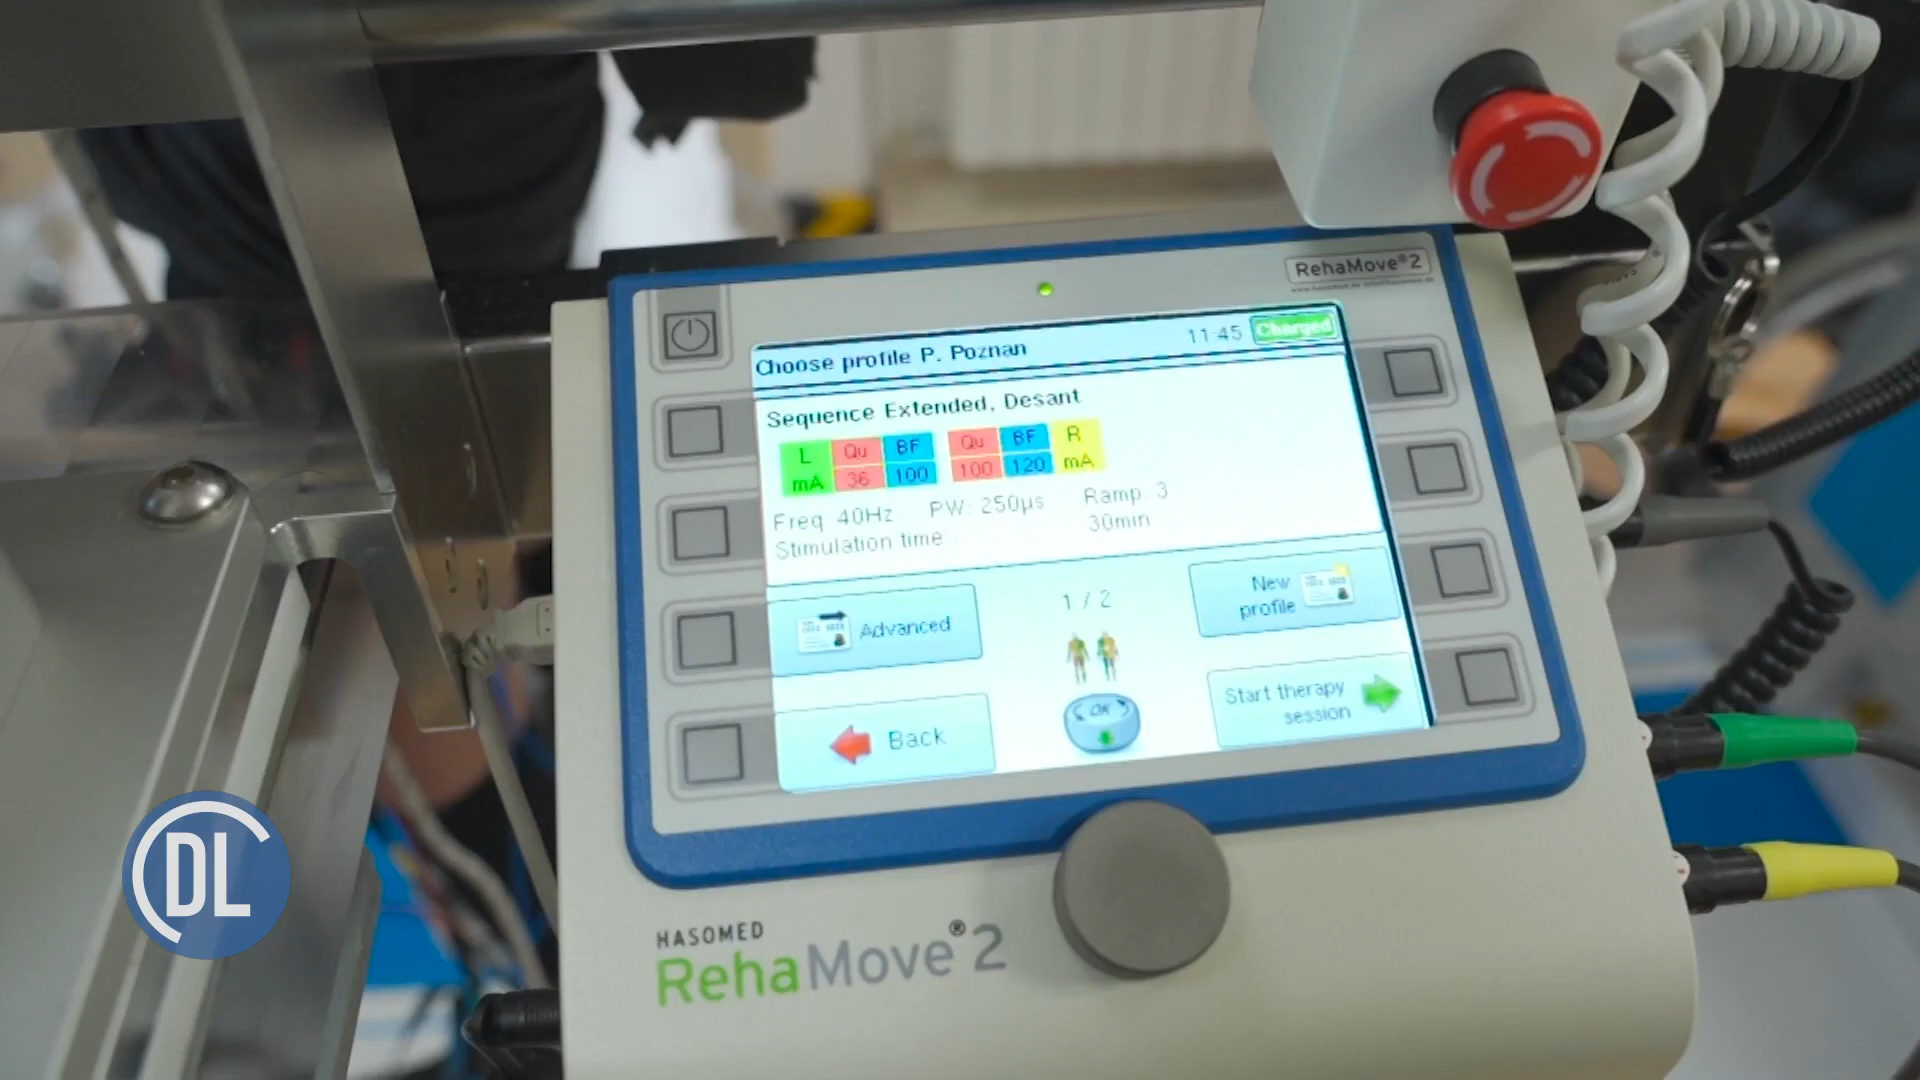 RehaMove®2
Choose profile P. Poznan 11:45 Charged
Sequence Extended, Desant
L Qu BF Qu BF R
mA 36 100 100 120 mA
Freq 40Hz PW: 250µs Ramp 3
Stimulation time: 30min
Advanced
1 / 2
New
profile
OK
Back
Start therapy
session
HASOMED
RehaMove®2
DL